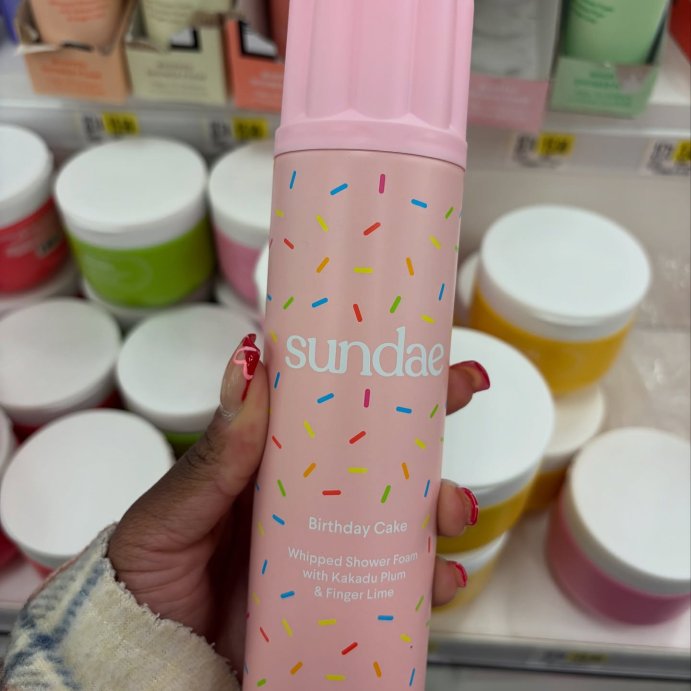 sundae
Birthday Cake
Whipped Shower Foam
with Kakadu Plum
& Finger Lime